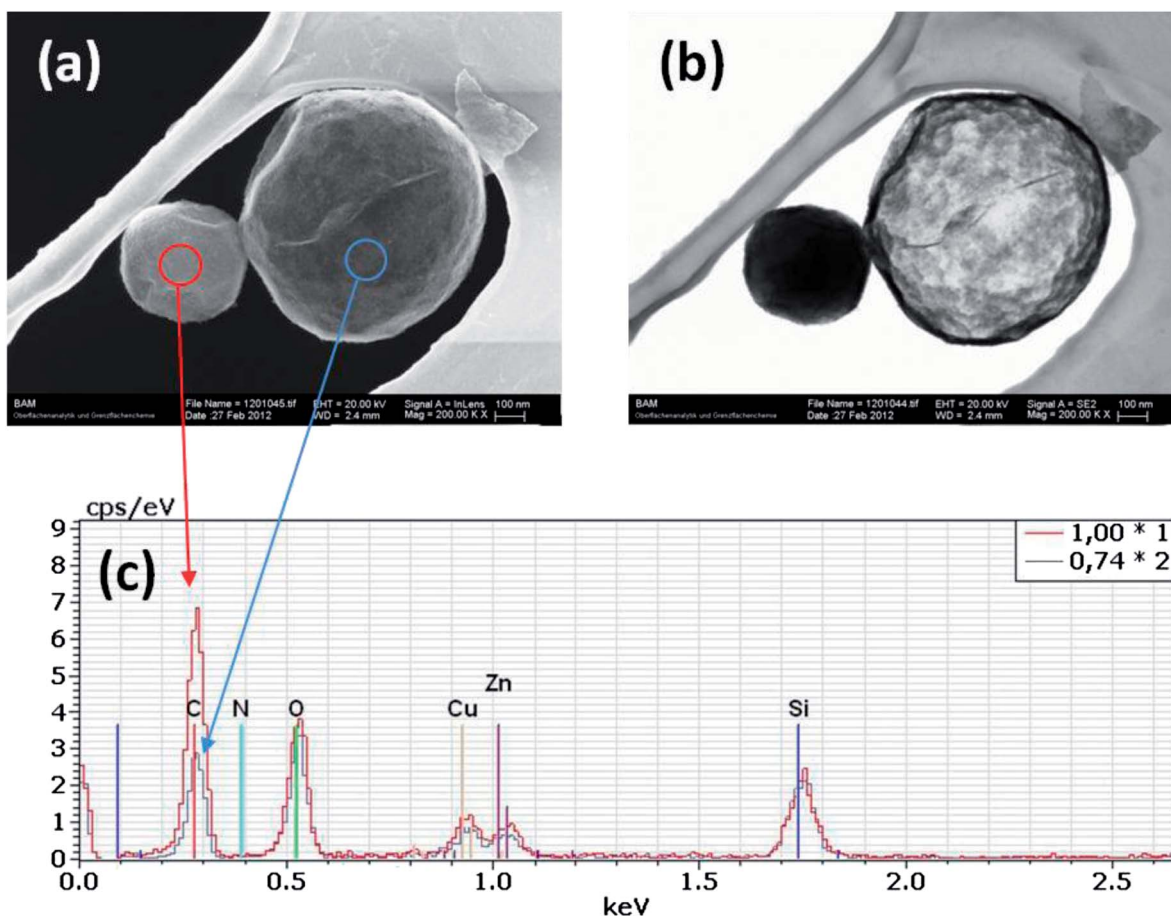 (a)
BAM
Oberflächenanalytik und Grenzflächenchemie
File Name = 1201045.tif
Date :27 Feb 2012
EHT = 20.00 kV
WD = 2.4 mm
Signal A = InLens
Mag = 200.00 K X
100 nm
(b)
BAM
Oberflächenanalytik und Grenzflächenchemie
File Name = 1201044.tif
Date :27 Feb 2012
EHT = 20.00 kV
WD = 2.4 mm
Signal A = SE2
Mag = 200.00 K X
100 nm
cps/eV
(c)
1,00 * 1
0,74 * 2
9
8
7
6
5
4
3
2
1
0
C N O Cu Zn Si
0.0 0.5 1.0 1.5 2.0 2.5
keV